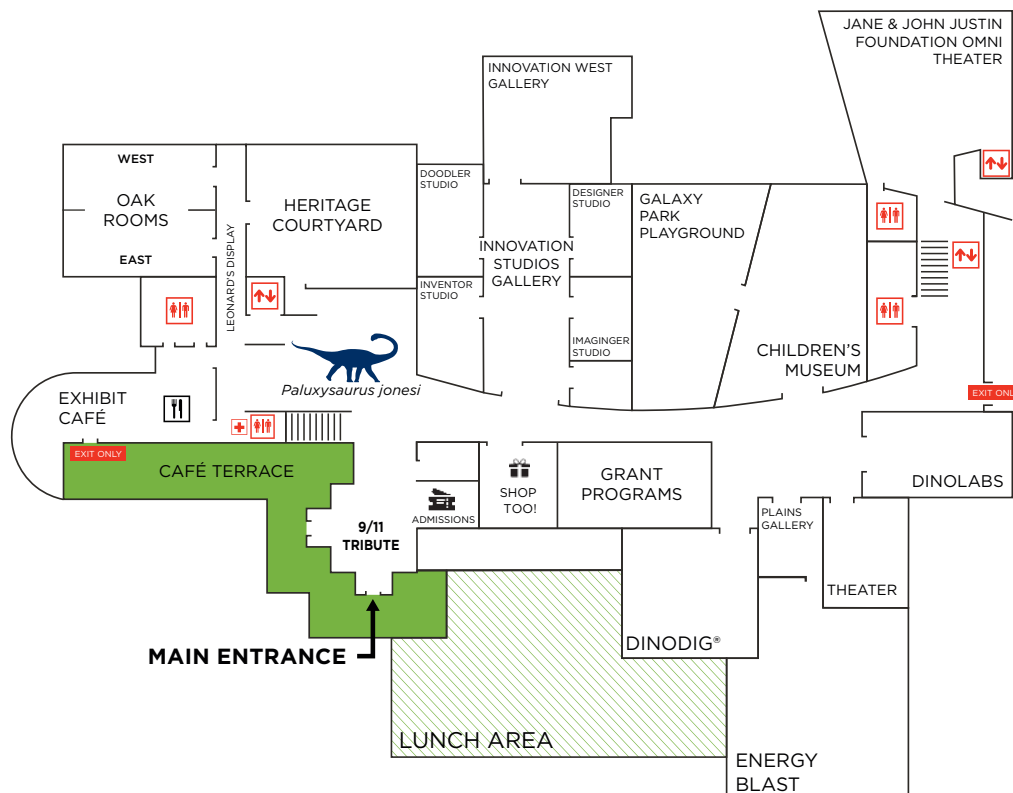 JANE & JOHN JUSTIN
FOUNDATION OMNI
THEATER
INNOVATION WEST
GALLERY
WEST
OAK
ROOMS
EAST
LEONARD'S DISPLAY
HERITAGE
COURTYARD
DOODLER
STUDIO
DESIGNER
STUDIO
GALAXY
PARK
PLAYGROUND
INNOVATION
STUDIOS
GALLERY
INVENTOR
STUDIO
IMAGINGER
STUDIO
CHILDREN'S
MUSEUM
Paluxysaurus jonesi
EXHIBIT
CAFÉ
EXIT ONLY
EXIT ONL
CAFÉ TERRACE
9/11
TRIBUTE
ADMISSIONS
SHOP
TOO!
GRANT
PROGRAMS
DINOLABS
PLAINS
GALLERY
THEATER
DINODIG®
MAIN ENTRANCE
LUNCH AREA
ENERGY
BLAST